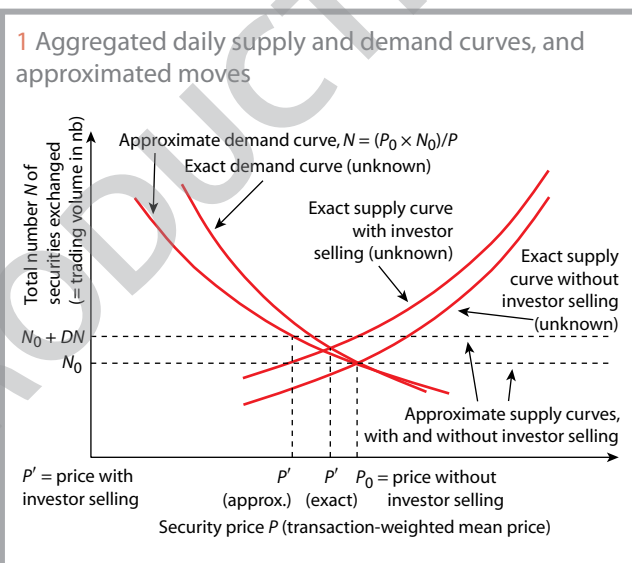 1 Aggregated daily supply and demand curves, and
approximated moves
Approximate demand curve, N = (P₀ × N₀)/P
Exact demand curve (unknown)
Total number N of
securities exchanged
(= trading volume in nb)
Exact supply curve
with investor
selling (unknown)
Exact supply
curve without
investor selling
(unknown)
N₀ + DN
N₀
Approximate supply curves,
with and without investor selling
P′ = price with
investor selling
P′
(approx.)
P′
(exact)
P₀ = price without
investor selling
Security price P (transaction-weighted mean price)